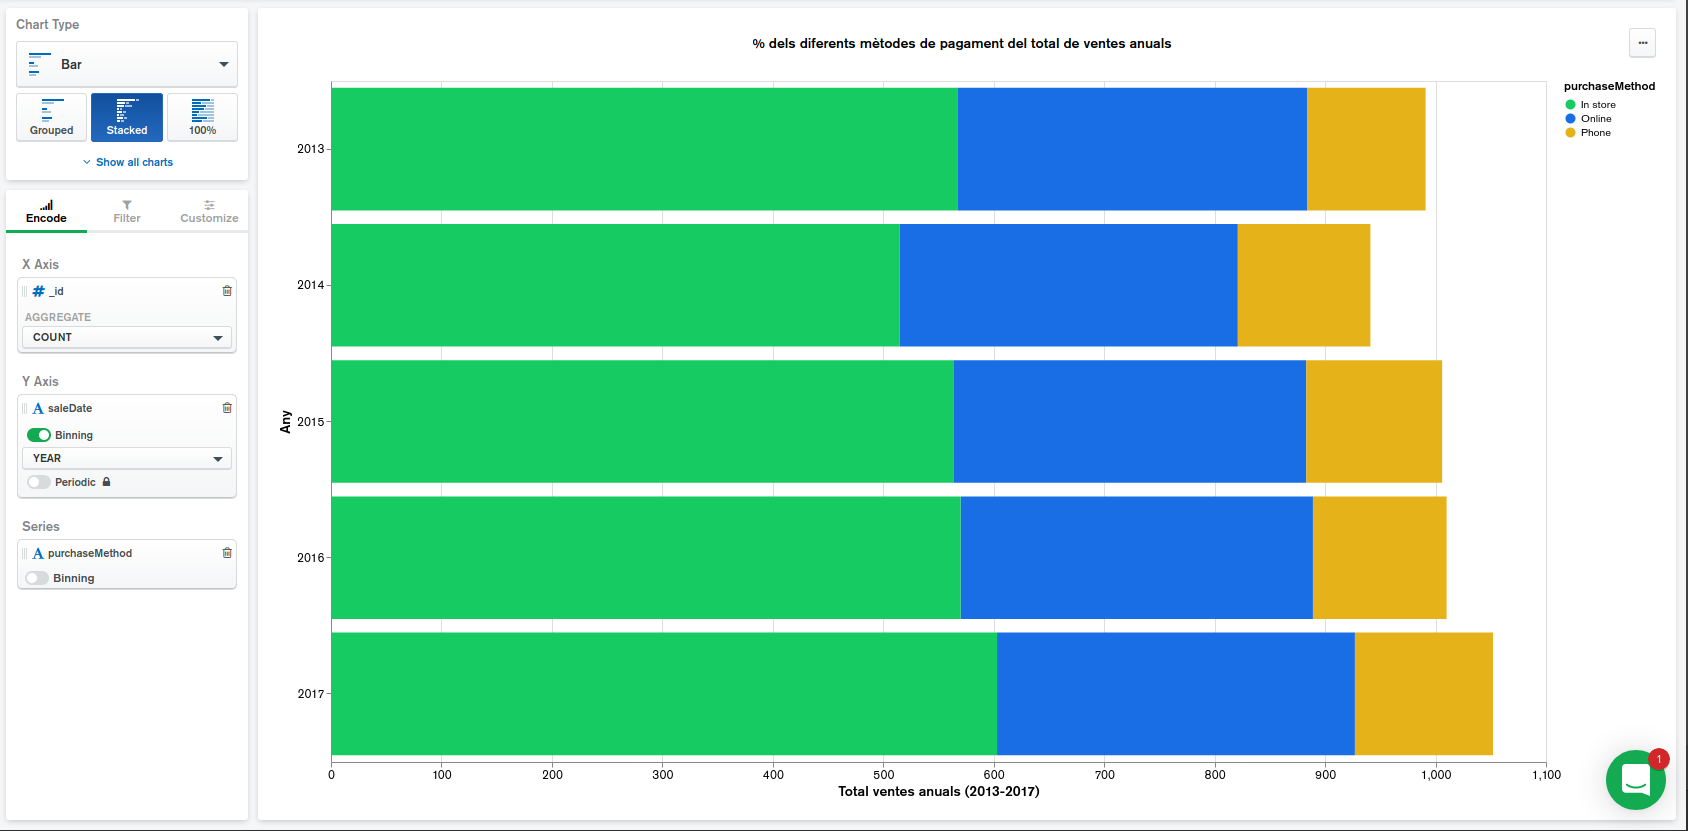 Chart Type
Bar
Grouped
Stacked
100%
Show all charts
Encode
Filter
Customize
X Axis
# _id
AGGREGATE
COUNT
Y Axis
A saleDate
Binning
YEAR
Periodic
Series
A purchaseMethod
Binning
% dels diferents mètodes de pagament del total de ventes anuals
...
purchaseMethod
In store
Online
Phone
Any
2013
2014
2015
2016
2017
0 100 200 300 400 500 600 700 800 900 1,000 1,100
Total ventes anuals (2013-2017)
1